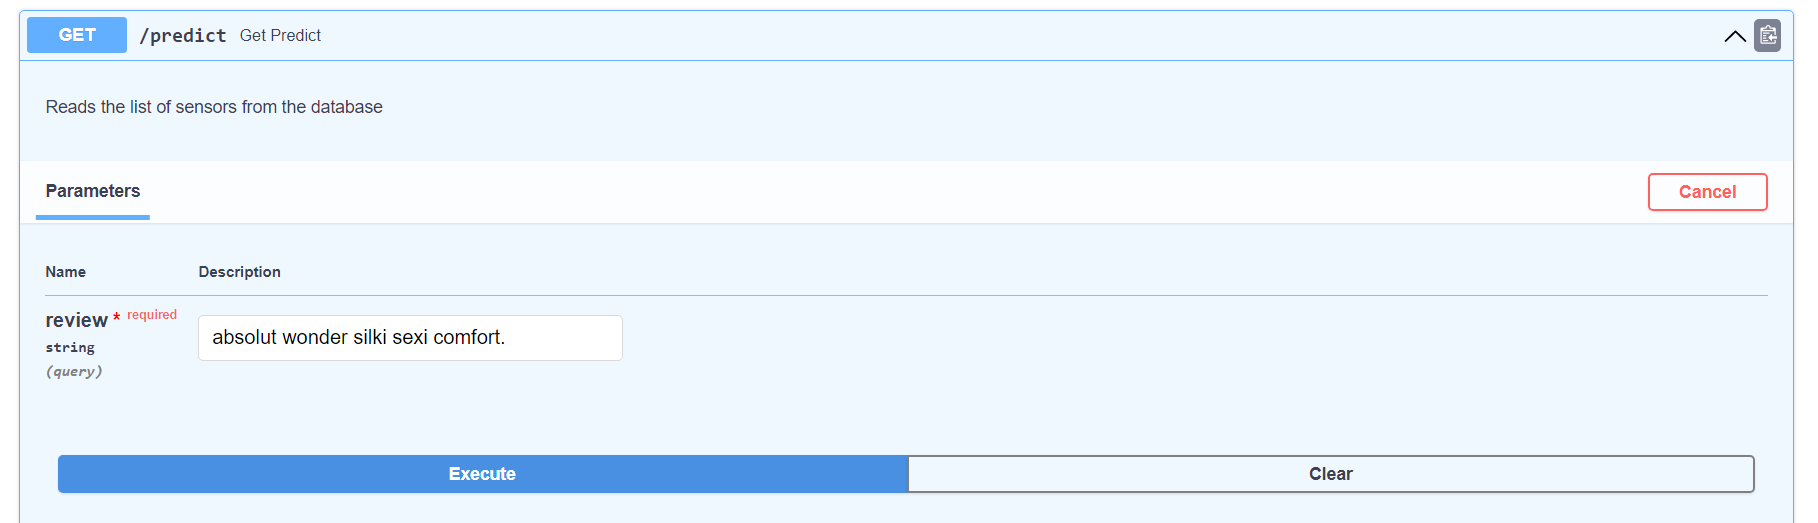 GET /predict Get Predict
Reads the list of sensors from the database
Parameters
Cancel
Name Description
review * required
string
(query)
absolut wonder silki sexi comfort.
Execute Clear